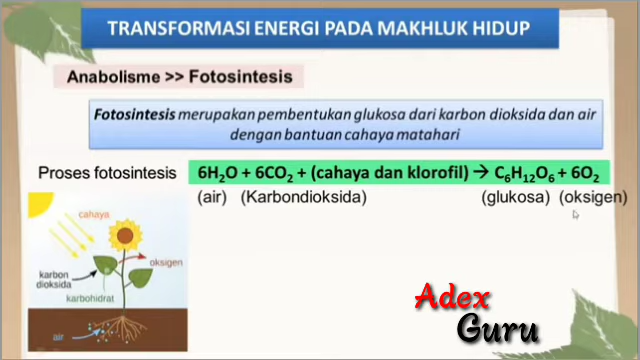 TRANSFORMASI ENERGI PADA MAKHLUK HIDUP
Anabolisme >> Fotosintesis
Fotosintesis merupakan pembentukan glukosa dari karbon dioksida dan air
dengan bantuan cahaya matahari
Proses fotosintesis 6H₂O + 6CO₂ + (cahaya dan klorofil) → C₆H₁₂O₆ + 6O₂
(air) (Karbondioksida) (glukosa) (oksigen)
cahaya
oksigen
karbon
dioksida
karbohidrat
air
Adex
Guru